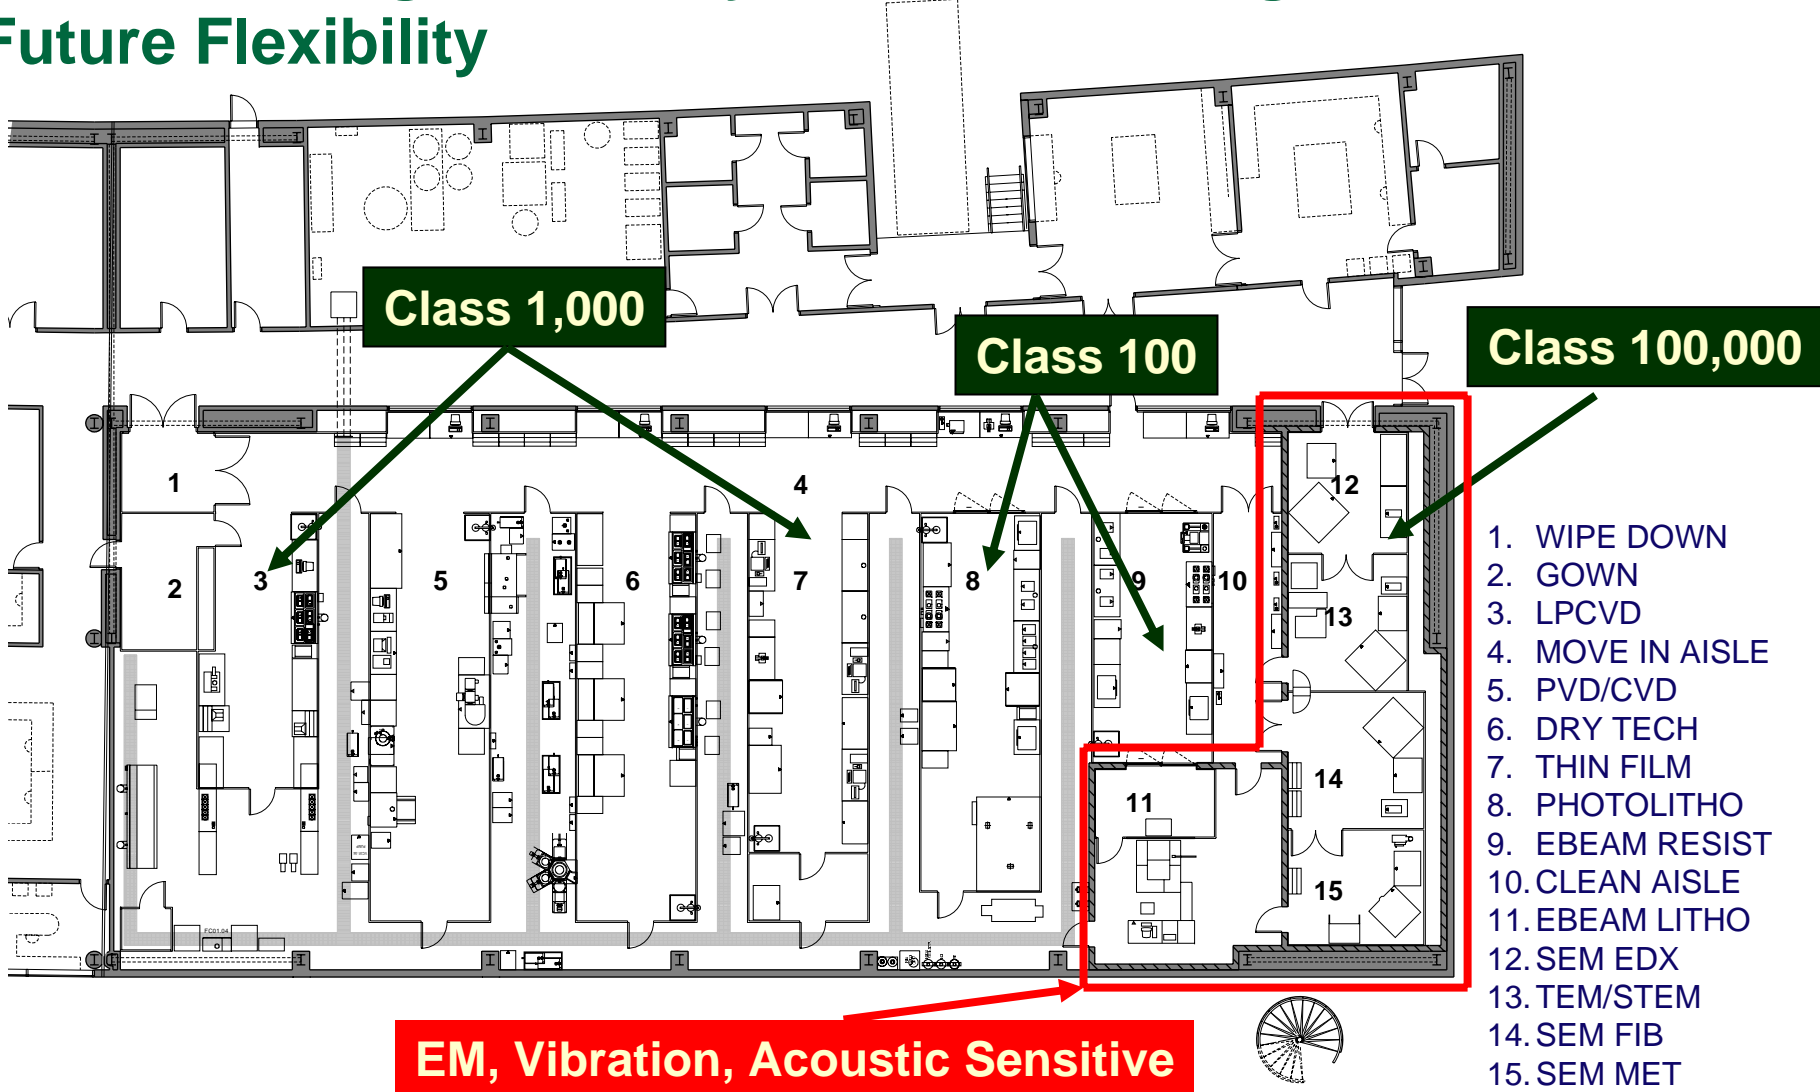 Future Flexibility
Class 1,000
Class 100
Class 100,000
1
2
3
4
5
6
7
8
9
10
11
12
13
14
15
FC01.04
1. WIPE DOWN
2. GOWN
3. LPCVD
4. MOVE IN AISLE
5. PVD/CVD
6. DRY TECH
7. THIN FILM
8. PHOTOLITHO
9. EBEAM RESIST
10. CLEAN AISLE
11. EBEAM LITHO
12. SEM EDX
13. TEM/STEM
14. SEM FIB
15. SEM MET
EM, Vibration, Acoustic Sensitive